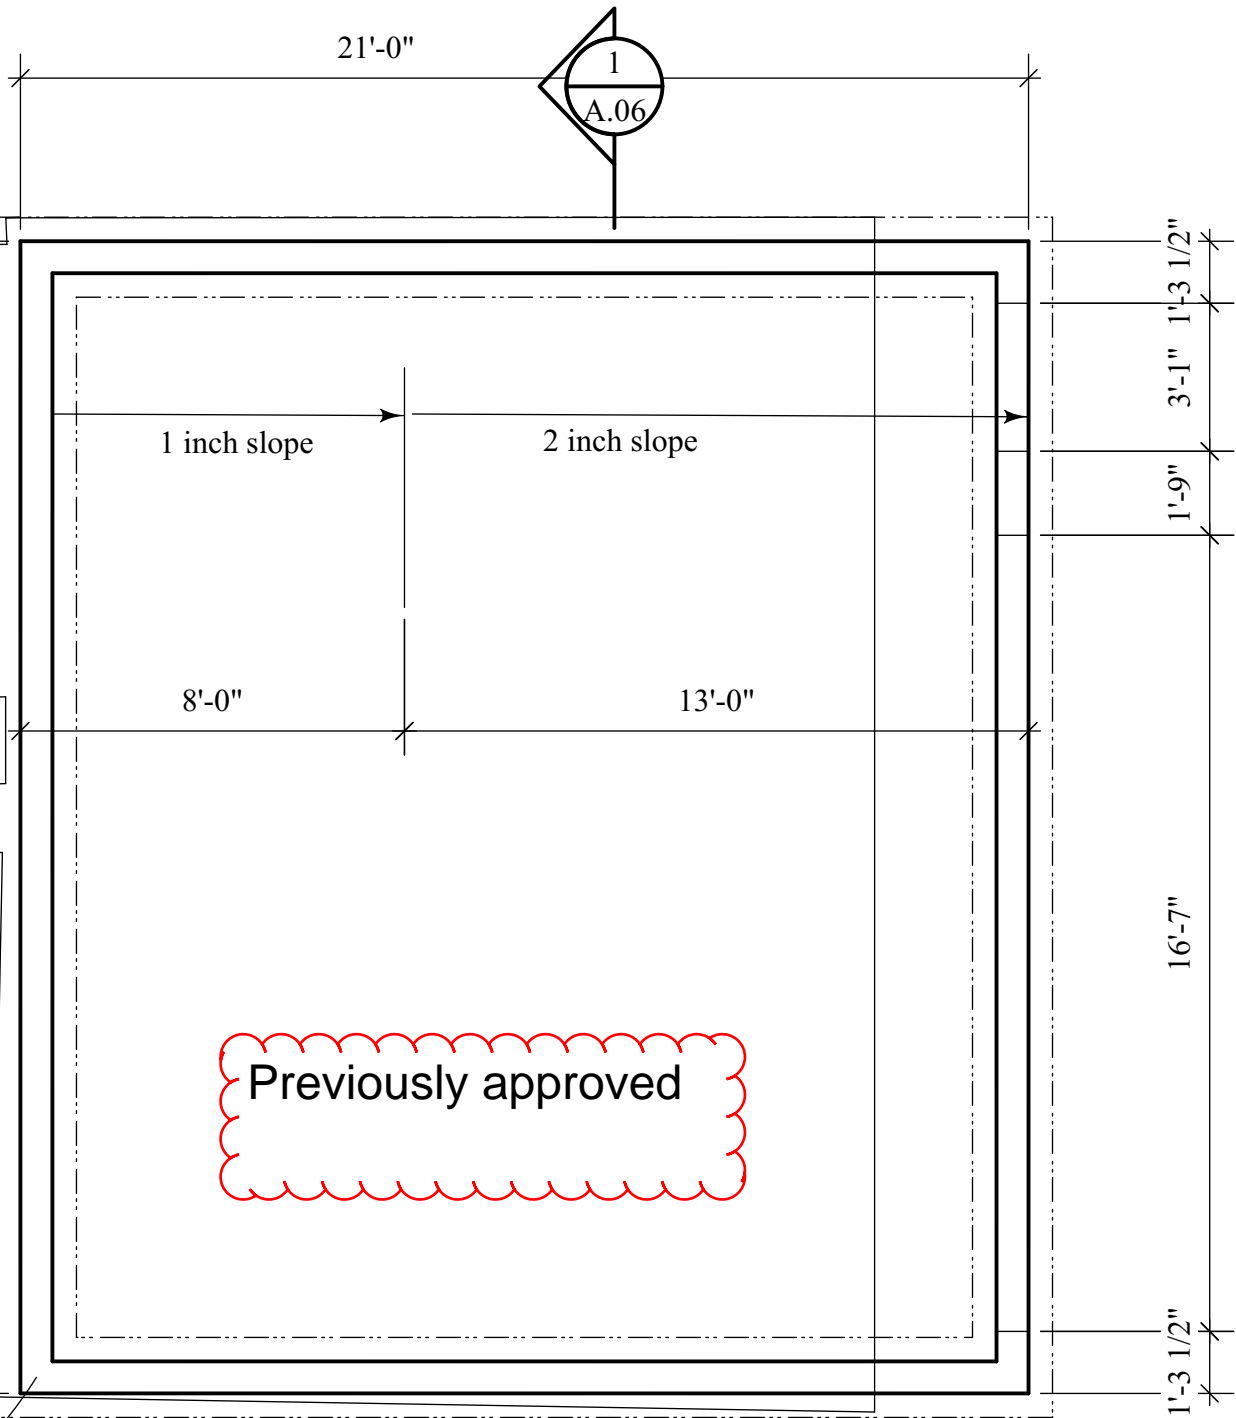 21'-0"
1
A.06
1'-3 1/2"
3'-1"
1 inch slope
2 inch slope
1'-9"
8'-0"
13'-0"
16'-7"
Previously approved
1'-3 1/2"